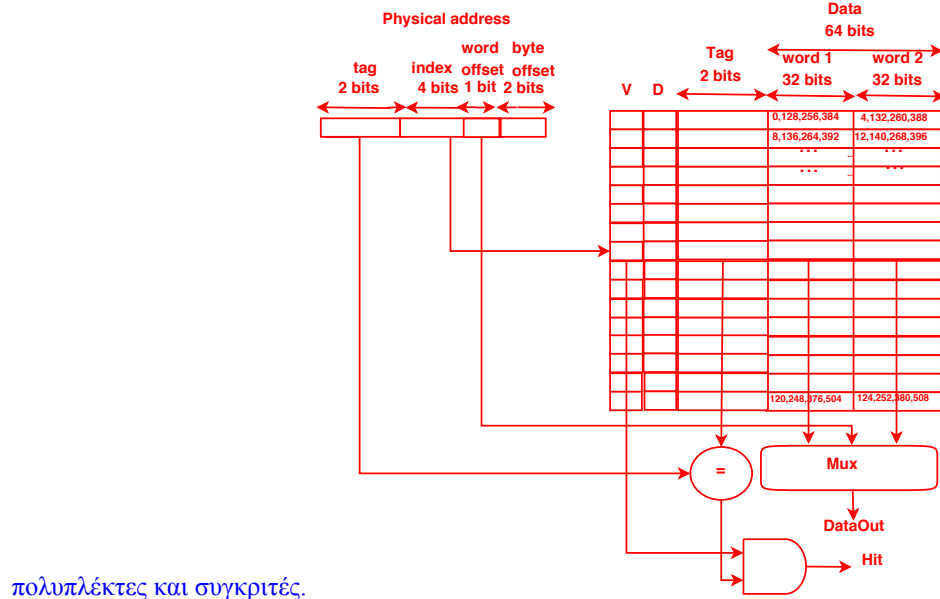 Physical address
tag
2 bits
index
4 bits
word
offset
1 bit
byte
offset
2 bits
Data
64 bits
V
D
Tag
2 bits
word 1
32 bits
word 2
32 bits
0,128,256,384
4,132,260,388
8,136,264,392
12,140,268,396
... ... ...
... ... ...
120,248,376,504
124,252,380,508
=
Mux
DataOut
Hit
πολυπλέκτες και συγκριτές.